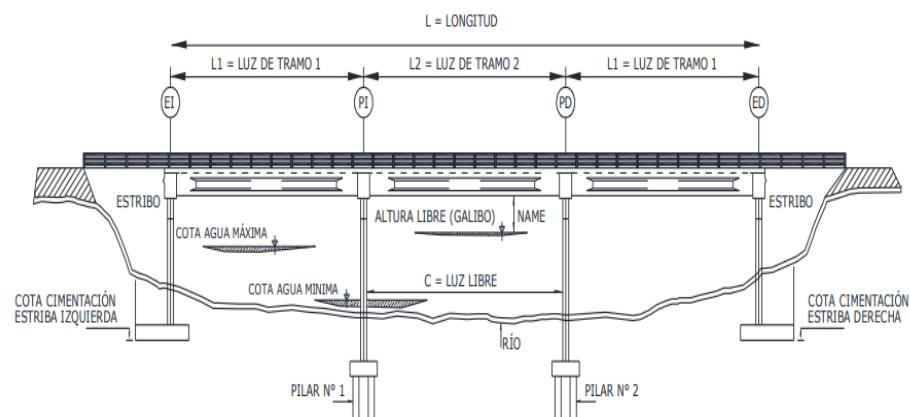 L = LONGITUD
L1 = LUZ DE TRAMO 1
L2 = LUZ DE TRAMO 2
L1 = LUZ DE TRAMO 1
EI
PI
PD
ED
ESTRIBO
ALTURA LIBRE (GALIBO)
NAME
ESTRIBO
COTA AGUA MÁXIMA
COTA AGUA MINIMA
C = LUZ LIBRE
COTA CIMENTACIÓN
ESTRIBA IZQUIERDA
COTA CIMENTACIÓN
ESTRIBA DERECHA
RÍO
PILAR N° 1
PILAR N° 2